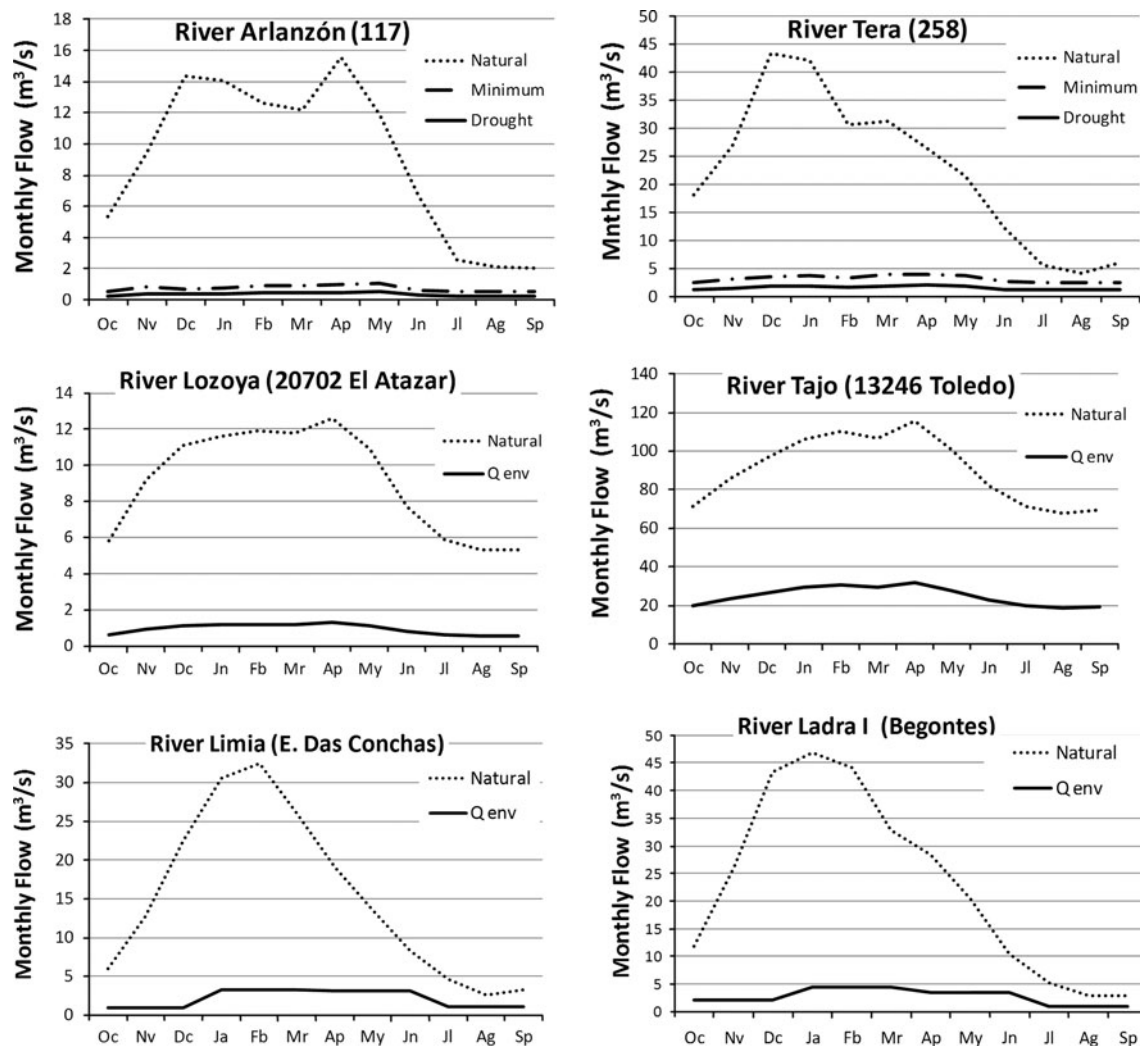 River Arlanzón (117)
Monthly Flow (m³/s)
18
16
14
12
10
8
6
4
2
0
Natural
Minimum
Drought
Oc Nv Dc Jn Fb Mr Ap My Jn Jl Ag Sp
River Tera (258)
Mnthly Flow (m³/s)
50
45
40
35
30
25
20
15
10
5
0
Natural
Minimum
Drought
Oc Nv Dc Jn Fb Mr Ap My Jn Jl Ag Sp
River Lozoya (20702 El Atazar)
Monthly Flow (m³/s)
14
12
10
8
6
4
2
0
Natural
Q env
Oc Nv Dc Jn Fb Mr Ap My Jn Jl Ag Sp
River Tajo (13246 Toledo)
Monthly Flow (m³/s)
140
120
100
80
60
40
20
0
Natural
Q env
Oc Nv Dc Jn Fb Mr Ap My Jn Jl Ag Sp
River Limia (E. Das Conchas)
Monthly Flow (m³/s)
35
30
25
20
15
10
5
0
Natural
Q env
Oc Nv Dc Ja Fb Mr Ap My Jn Jl Ag Sp
River Ladra I (Begontes)
Monthly Flow (m³/s)
50
45
40
35
30
25
20
15
10
5
0
Natural
Q env
Oc Nv Dc Ja Fb Mr Ap My Jn Jl Ag Sp